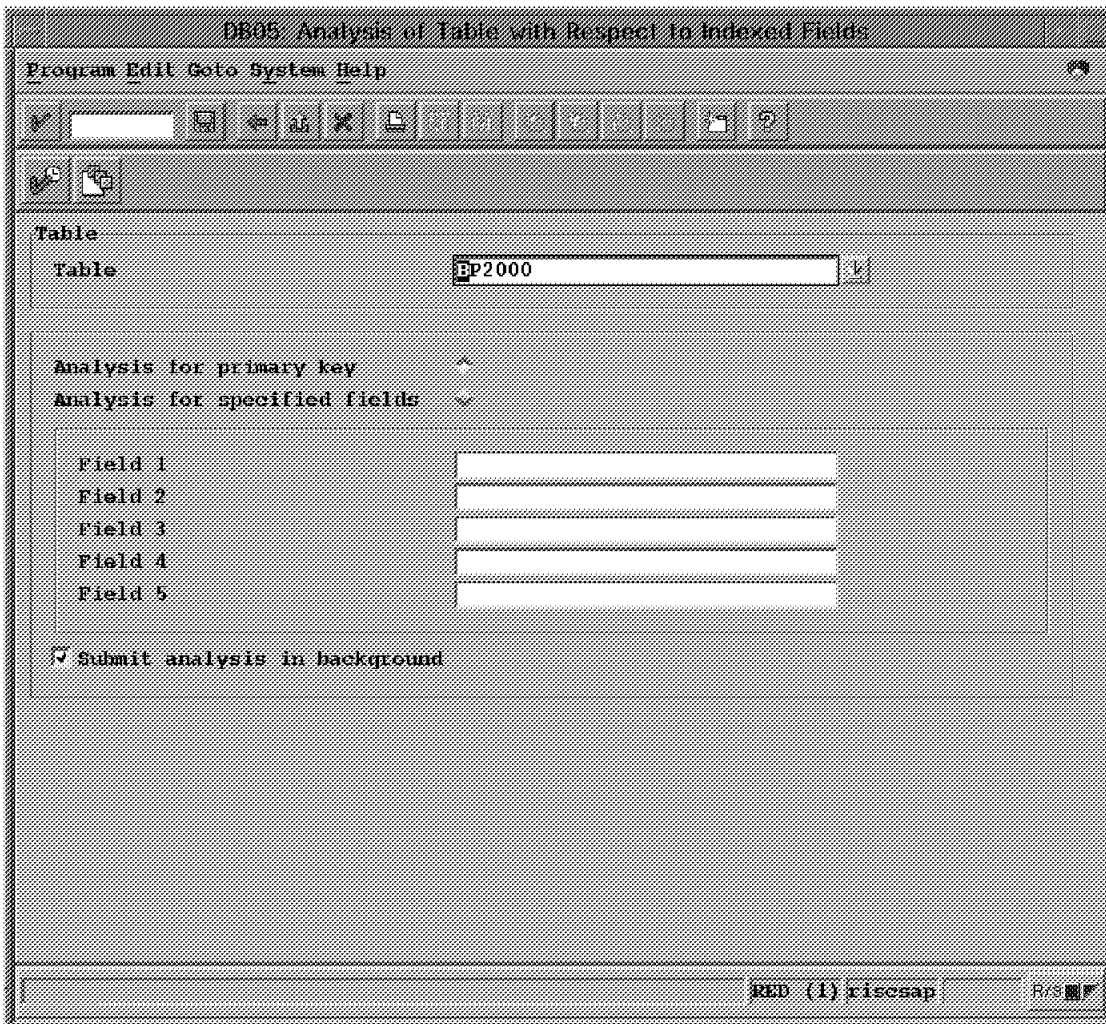 DB05: Analysis of Table with Respect to Indexed Fields
Program Edit Goto System Help
Table
Table BP2000
Analysis for primary key
Analysis for specified fields
Field 1
Field 2
Field 3
Field 4
Field 5
Submit analysis in background
RED (1) riscsap R/3